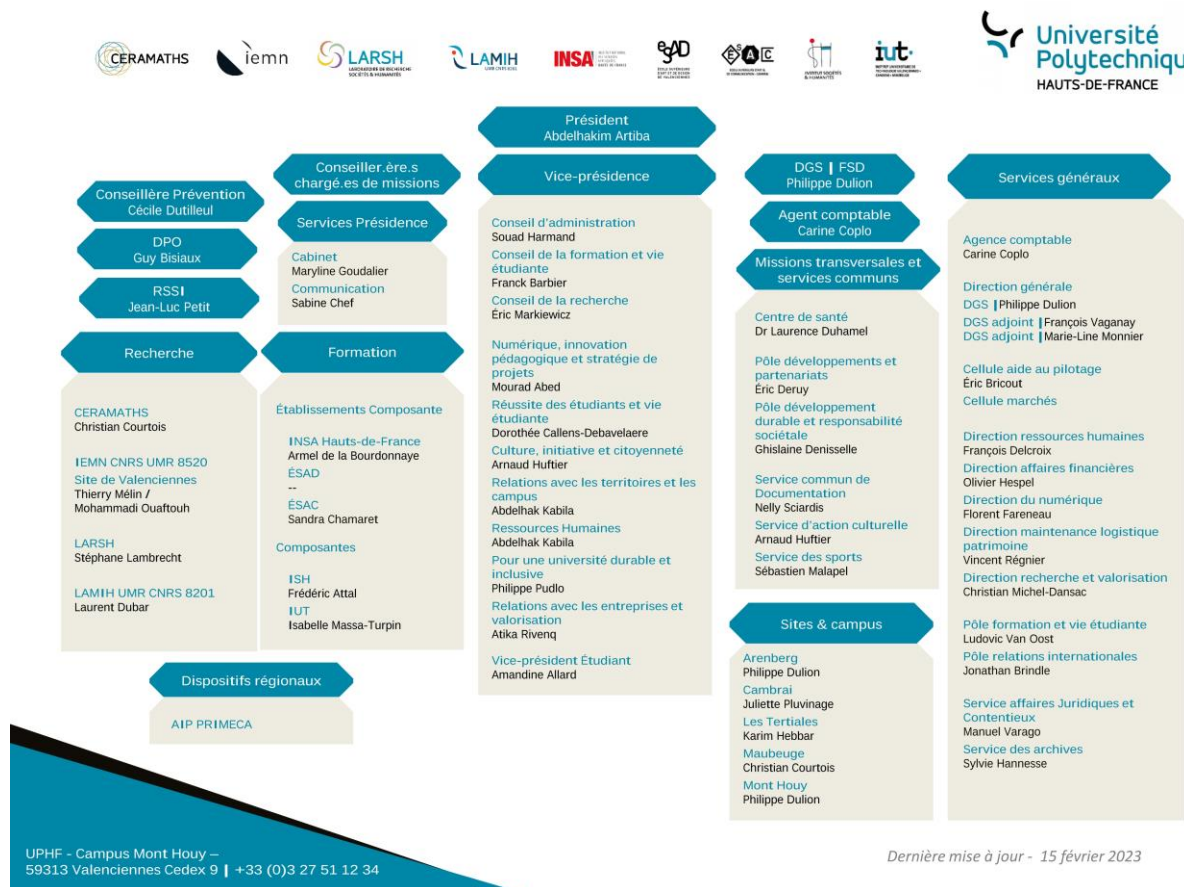 CERAMATHS
iemn
LARSH
LABORATOIRE DE RECHERCHE
SOCIÉTÉS & HUMANITÉS
LAMIH
UMR CNRS 8201
INSA
ésAD
ÉSAC
INSTITUT SOCIÉTÉS
& HUMANITÉS
iut
Université
Polytechniqu
HAUTS-DE-FRANCE
Président
Abdelhakim Artiba
Conseillère Prévention
Cécile Dutilleul
DPO
Guy Bisiaux
RSSI
Jean-Luc Petit
Conseiller.ère.s
chargé.es de missions
Services Présidence
Cabinet
Maryline Goudalier
Communication
Sabine Chef
Recherche
CERAMATHS
Christian Courtois
IEMN CNRS UMR 8520
Site de Valenciennes
Thierry Mélin /
Mohammadi Ouaftouh
LARSH
Stéphane Lambrecht
LAMIH UMR CNRS 8201
Laurent Dubar
Formation
Établissements Composante
INSA Hauts-de-France
Armel de la Bourdonnaye
ÉSAD
--
ÉSAC
Sandra Chamaret
Composantes
ISH
Frédéric Attal
IUT
Isabelle Massa-Turpin
Dispositifs régionaux
AIP PRIMECA
Vice-présidence
Conseil d'administration
Souad Harmand
Conseil de la formation et vie
étudiante
Franck Barbier
Conseil de la recherche
Éric Markiewicz
Numérique, innovation
pédagogique et stratégie de
projets
Mourad Abed
Réussite des étudiants et vie
étudiante
Dorothée Callens-Debavelaere
Culture, initiative et citoyenneté
Arnaud Huftier
Relations avec les territoires et les
campus
Abdelhak Kabila
Ressources Humaines
Abdelhak Kabila
Pour une université durable et
inclusive
Philippe Pudlo
Relations avec les entreprises et
valorisation
Atika Rivenq
Vice-président Étudiant
Amandine Allard
DGS | FSD
Philippe Dulion
Agent comptable
Carine Coplo
Missions transversales et
services communs
Centre de santé
Dr Laurence Duhamel
Pôle développements et
partenariats
Éric Deruy
Pôle développement
durable et responsabilité
sociétale
Ghislaine Denisselle
Service commun de
Documentation
Nelly Sciardis
Service d'action culturelle
Arnaud Huftier
Service des sports
Sébastien Malapel
Sites & campus
Arenberg
Philippe Dulion
Cambrai
Juliette Pluvinage
Les Tertiales
Karim Hebbar
Maubeuge
Christian Courtois
Mont Houy
Philippe Dulion
Services généraux
Agence comptable
Carine Coplo
Direction générale
DGS |Philippe Dulion
DGS adjoint |François Vaganay
DGS adjoint |Marie-Line Monnier
Cellule aide au pilotage
Éric Bricout
Cellule marchés
Direction ressources humaines
François Delcroix
Direction affaires financières
Olivier Hespel
Direction du numérique
Florent Fareneau
Direction maintenance logistique
patrimoine
Vincent Régnier
Direction recherche et valorisation
Christian Michel-Dansac
Pôle formation et vie étudiante
Ludovic Van Oost
Pôle relations internationales
Jonathan Brindle
Service affaires Juridiques et
Contentieux
Manuel Varago
Service des archives
Sylvie Hannesse
UPHF - Campus Mont Houy –
59313 Valenciennes Cedex 9 | +33 (0)3 27 51 12 34
Dernière mise à jour - 15 février 2023